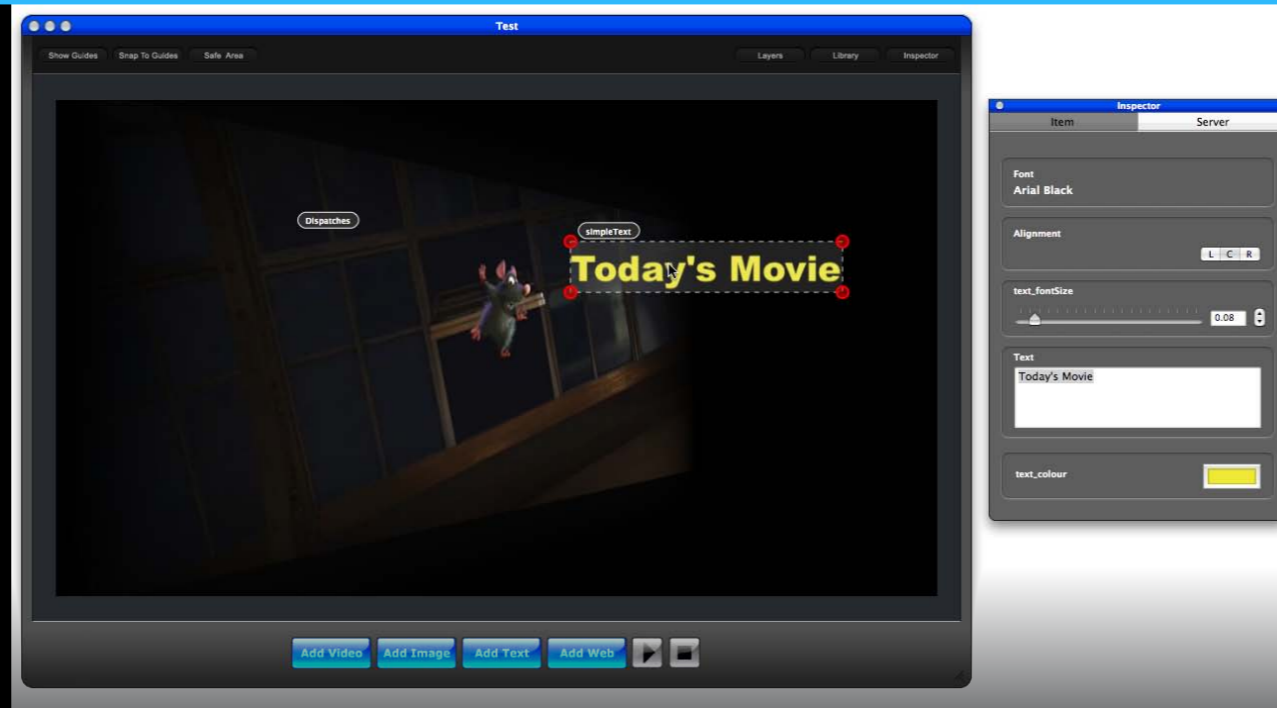 Test
Show Guides
Snap To Guides
Safe Area
Layers
Library
Inspector
Dispatches
simpleText
Today's Movie
Add Video
Add Image
Add Text
Add Web
Inspector
Item
Server
Font
Arial Black
Alignment
L C R
text_fontSize
0.08
Text
Today's Movie
text_colour